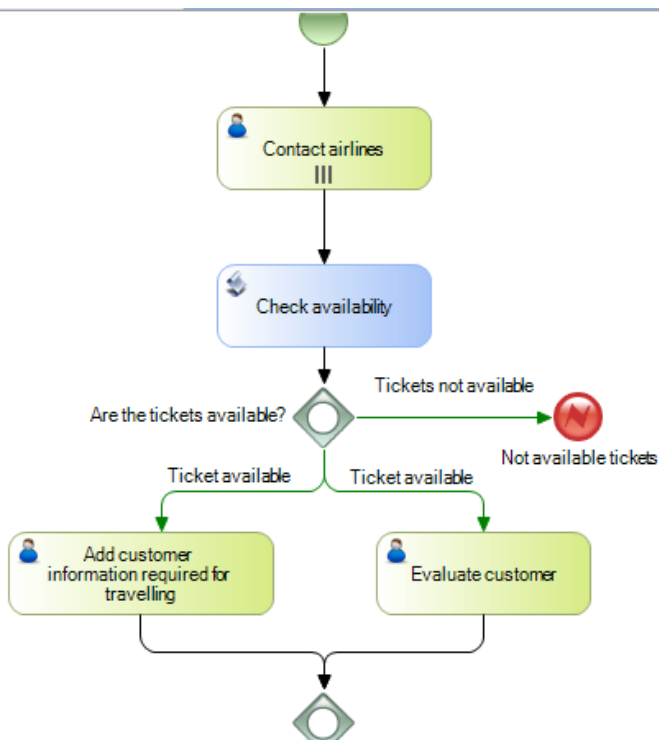 Contact airlines
Check availability
Tickets not available
Are the tickets available?
Not available tickets
Ticket available
Ticket available
Add customer
information required for
travelling
Evaluate customer